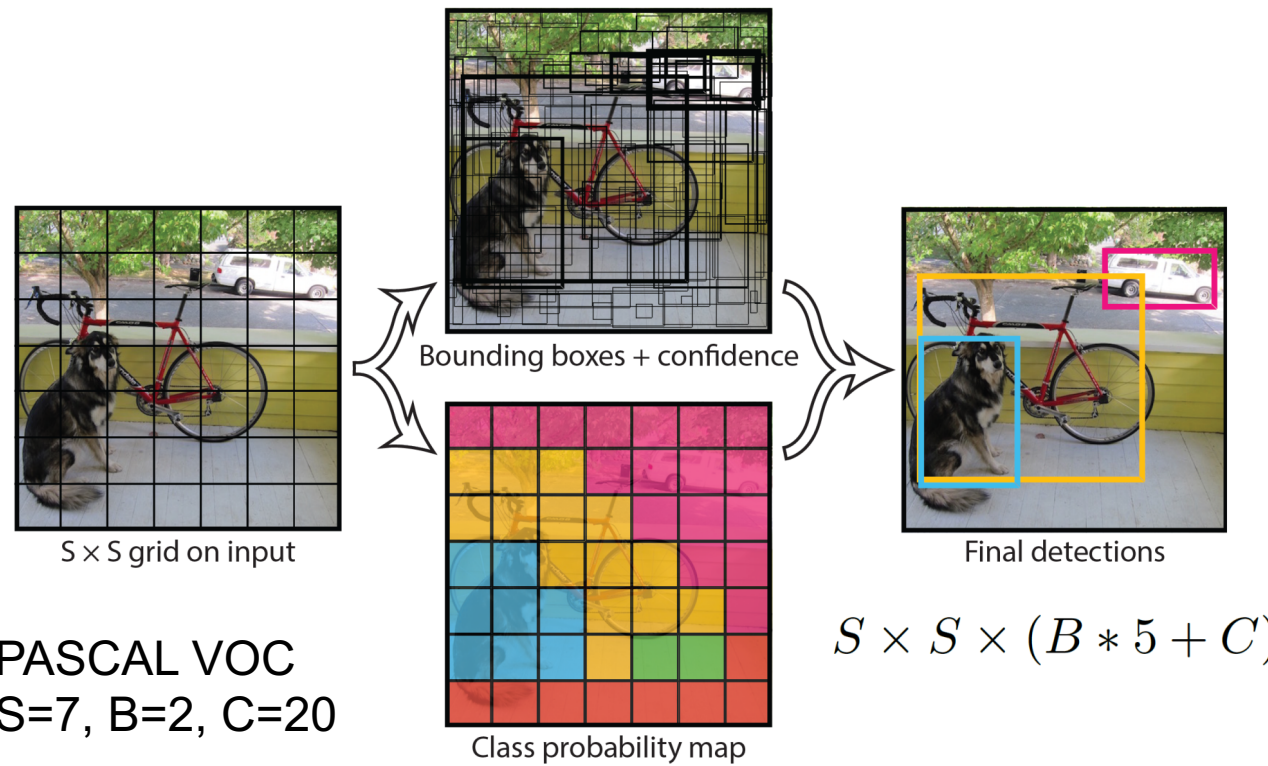 Bounding boxes + confidence
S × S grid on input
Final detections
Class probability map
PASCAL VOC
S=7, B=2, C=20
S × S × (B ∗ 5 + C)